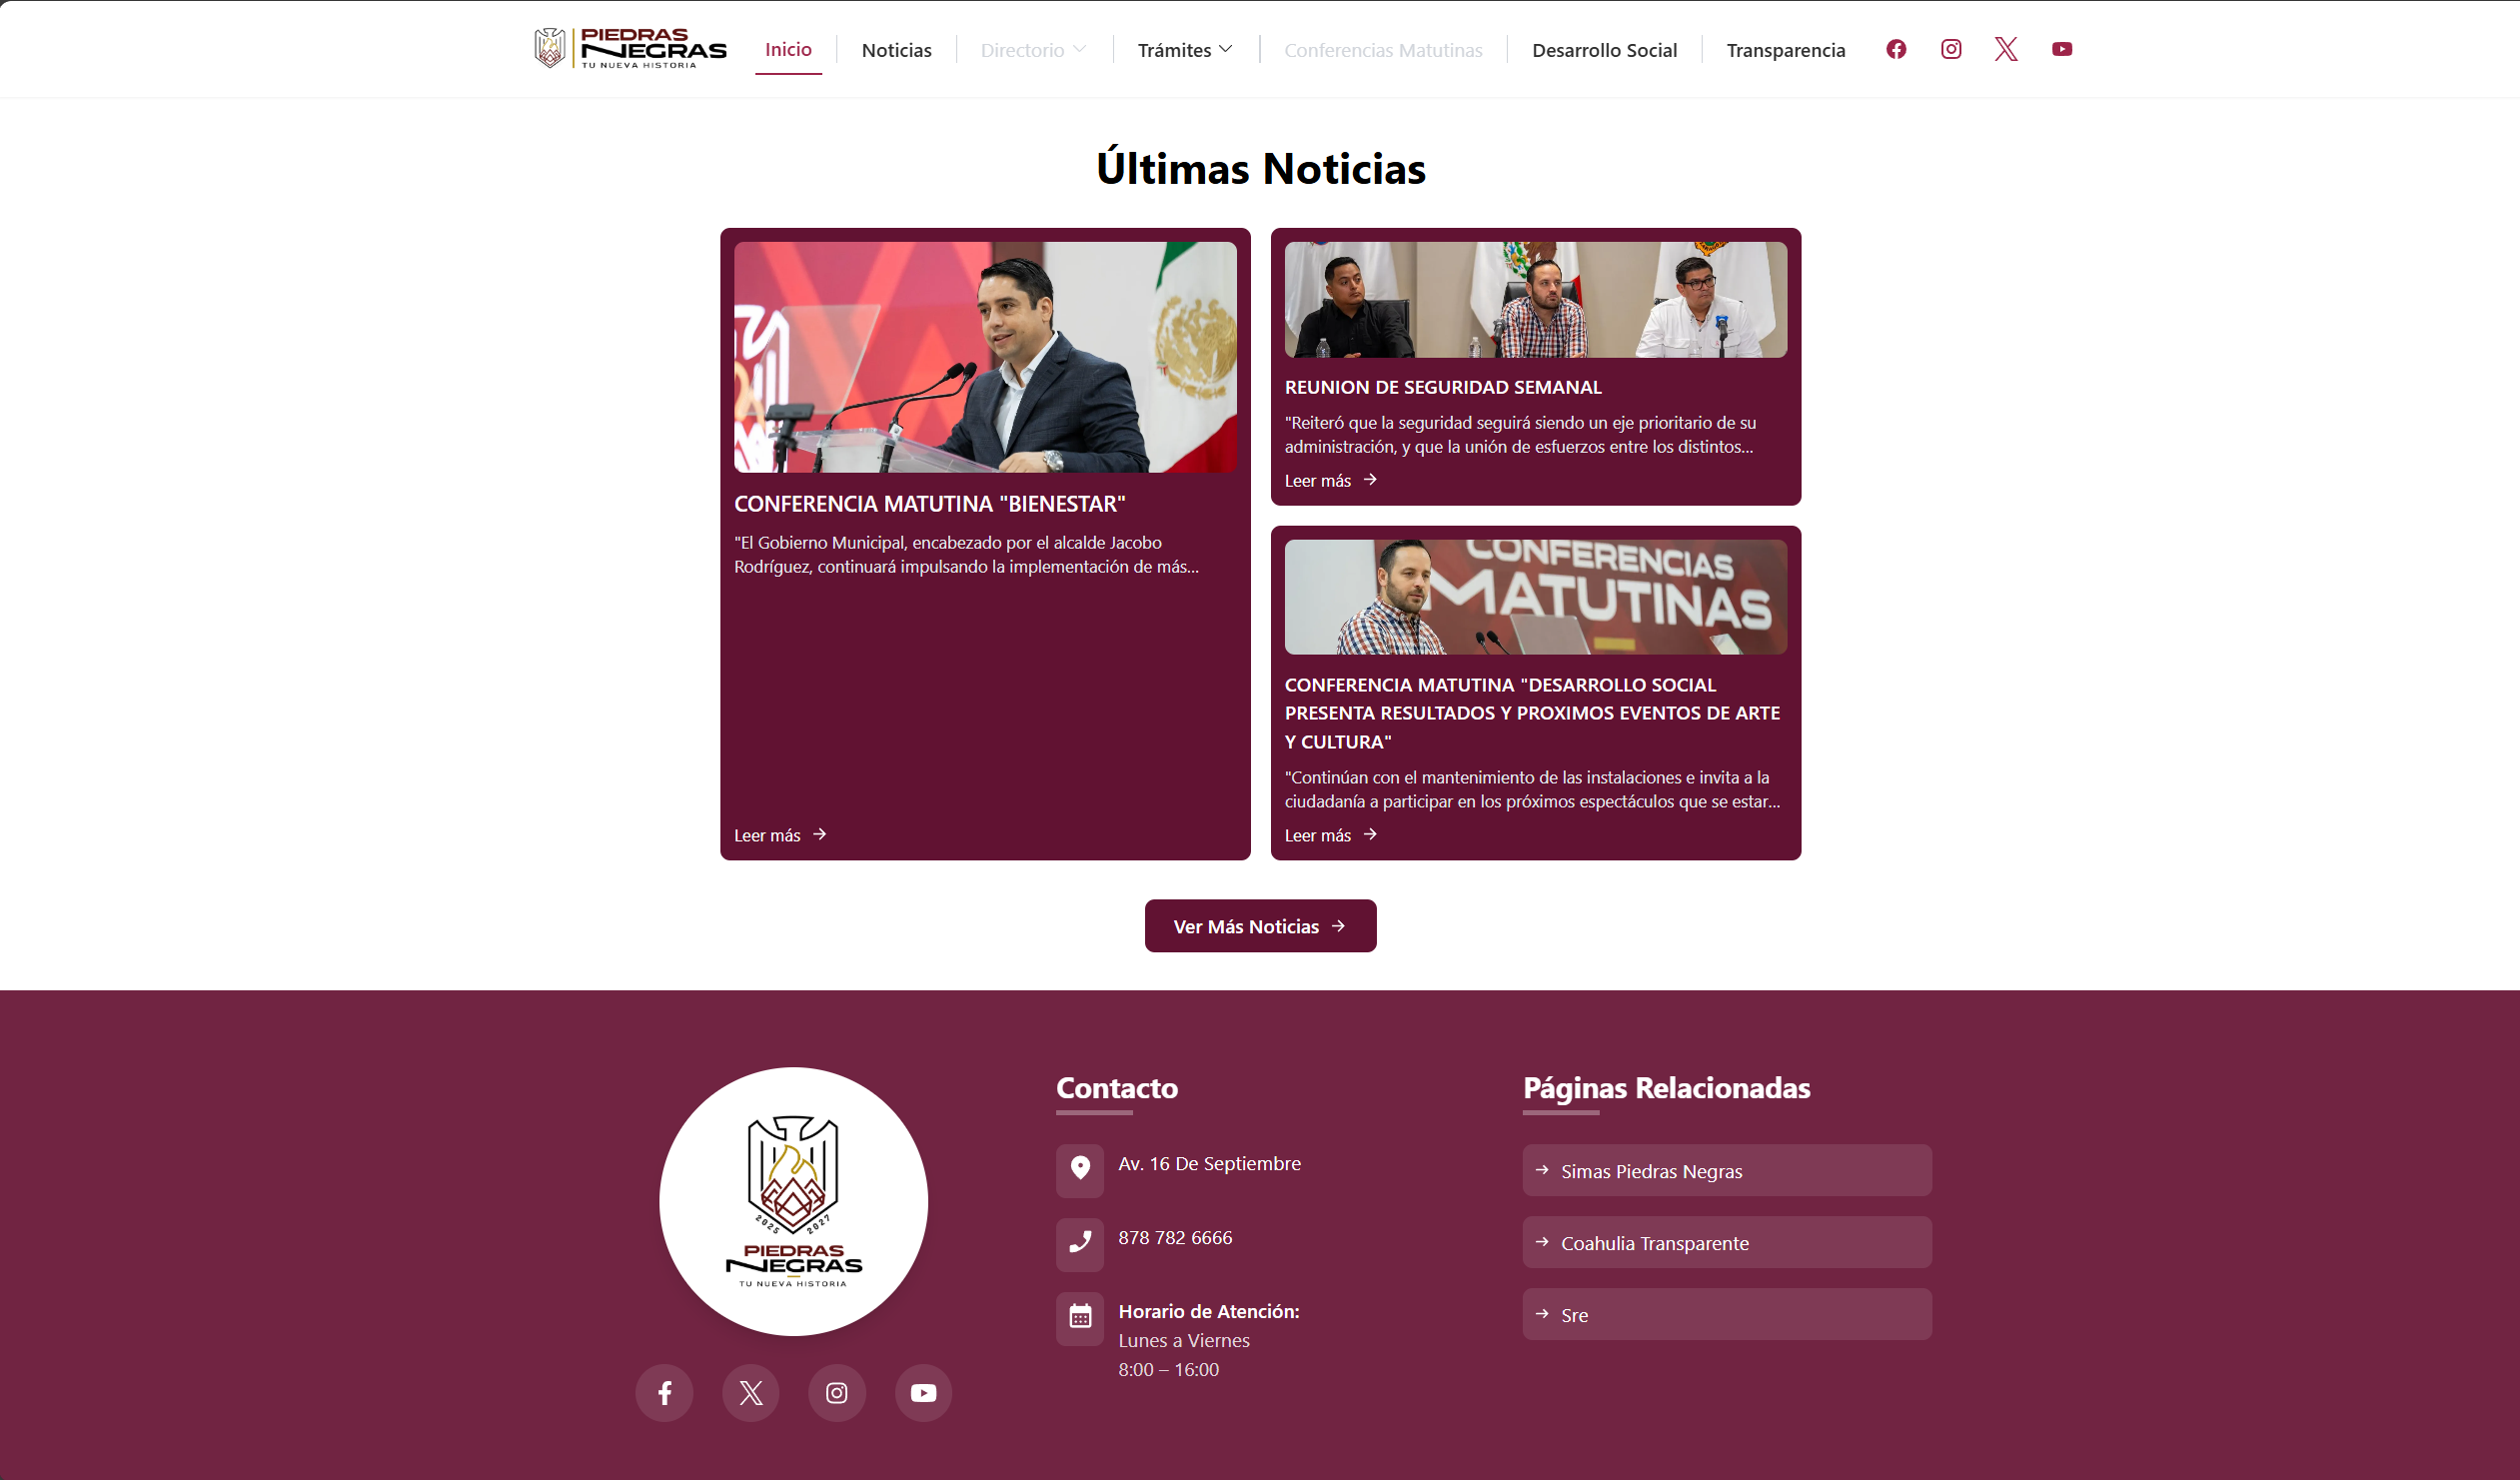 PIEDRAS
NEGRAS
TU NUEVA HISTORIA
Inicio
Noticias
Directorio
Trámites
Conferencias Matutinas
Desarrollo Social
Transparencia
Últimas Noticias
CONFERENCIA MATUTINA "BIENESTAR"
"El Gobierno Municipal, encabezado por el alcalde Jacobo
Rodríguez, continuará impulsando la implementación de más...
Leer más
REUNION DE SEGURIDAD SEMANAL
"Reiteró que la seguridad seguirá siendo un eje prioritario de su
administración, y que la unión de esfuerzos entre los distintos...
Leer más
CONFERENCIAS
MATUTINAS
CONFERENCIA MATUTINA "DESARROLLO SOCIAL
PRESENTA RESULTADOS Y PROXIMOS EVENTOS DE ARTE
Y CULTURA"
"Continúan con el mantenimiento de las instalaciones e invita a la
ciudadanía a participar en los próximos espectáculos que se estar...
Leer más
Ver Más Noticias
2025 2027
PIEDRAS
NEGRAS
TU NUEVA HISTORIA
Contacto
Av. 16 De Septiembre
878 782 6666
Horario de Atención:
Lunes a Viernes
8:00 – 16:00
Páginas Relacionadas
Simas Piedras Negras
Coahulia Transparente
Sre